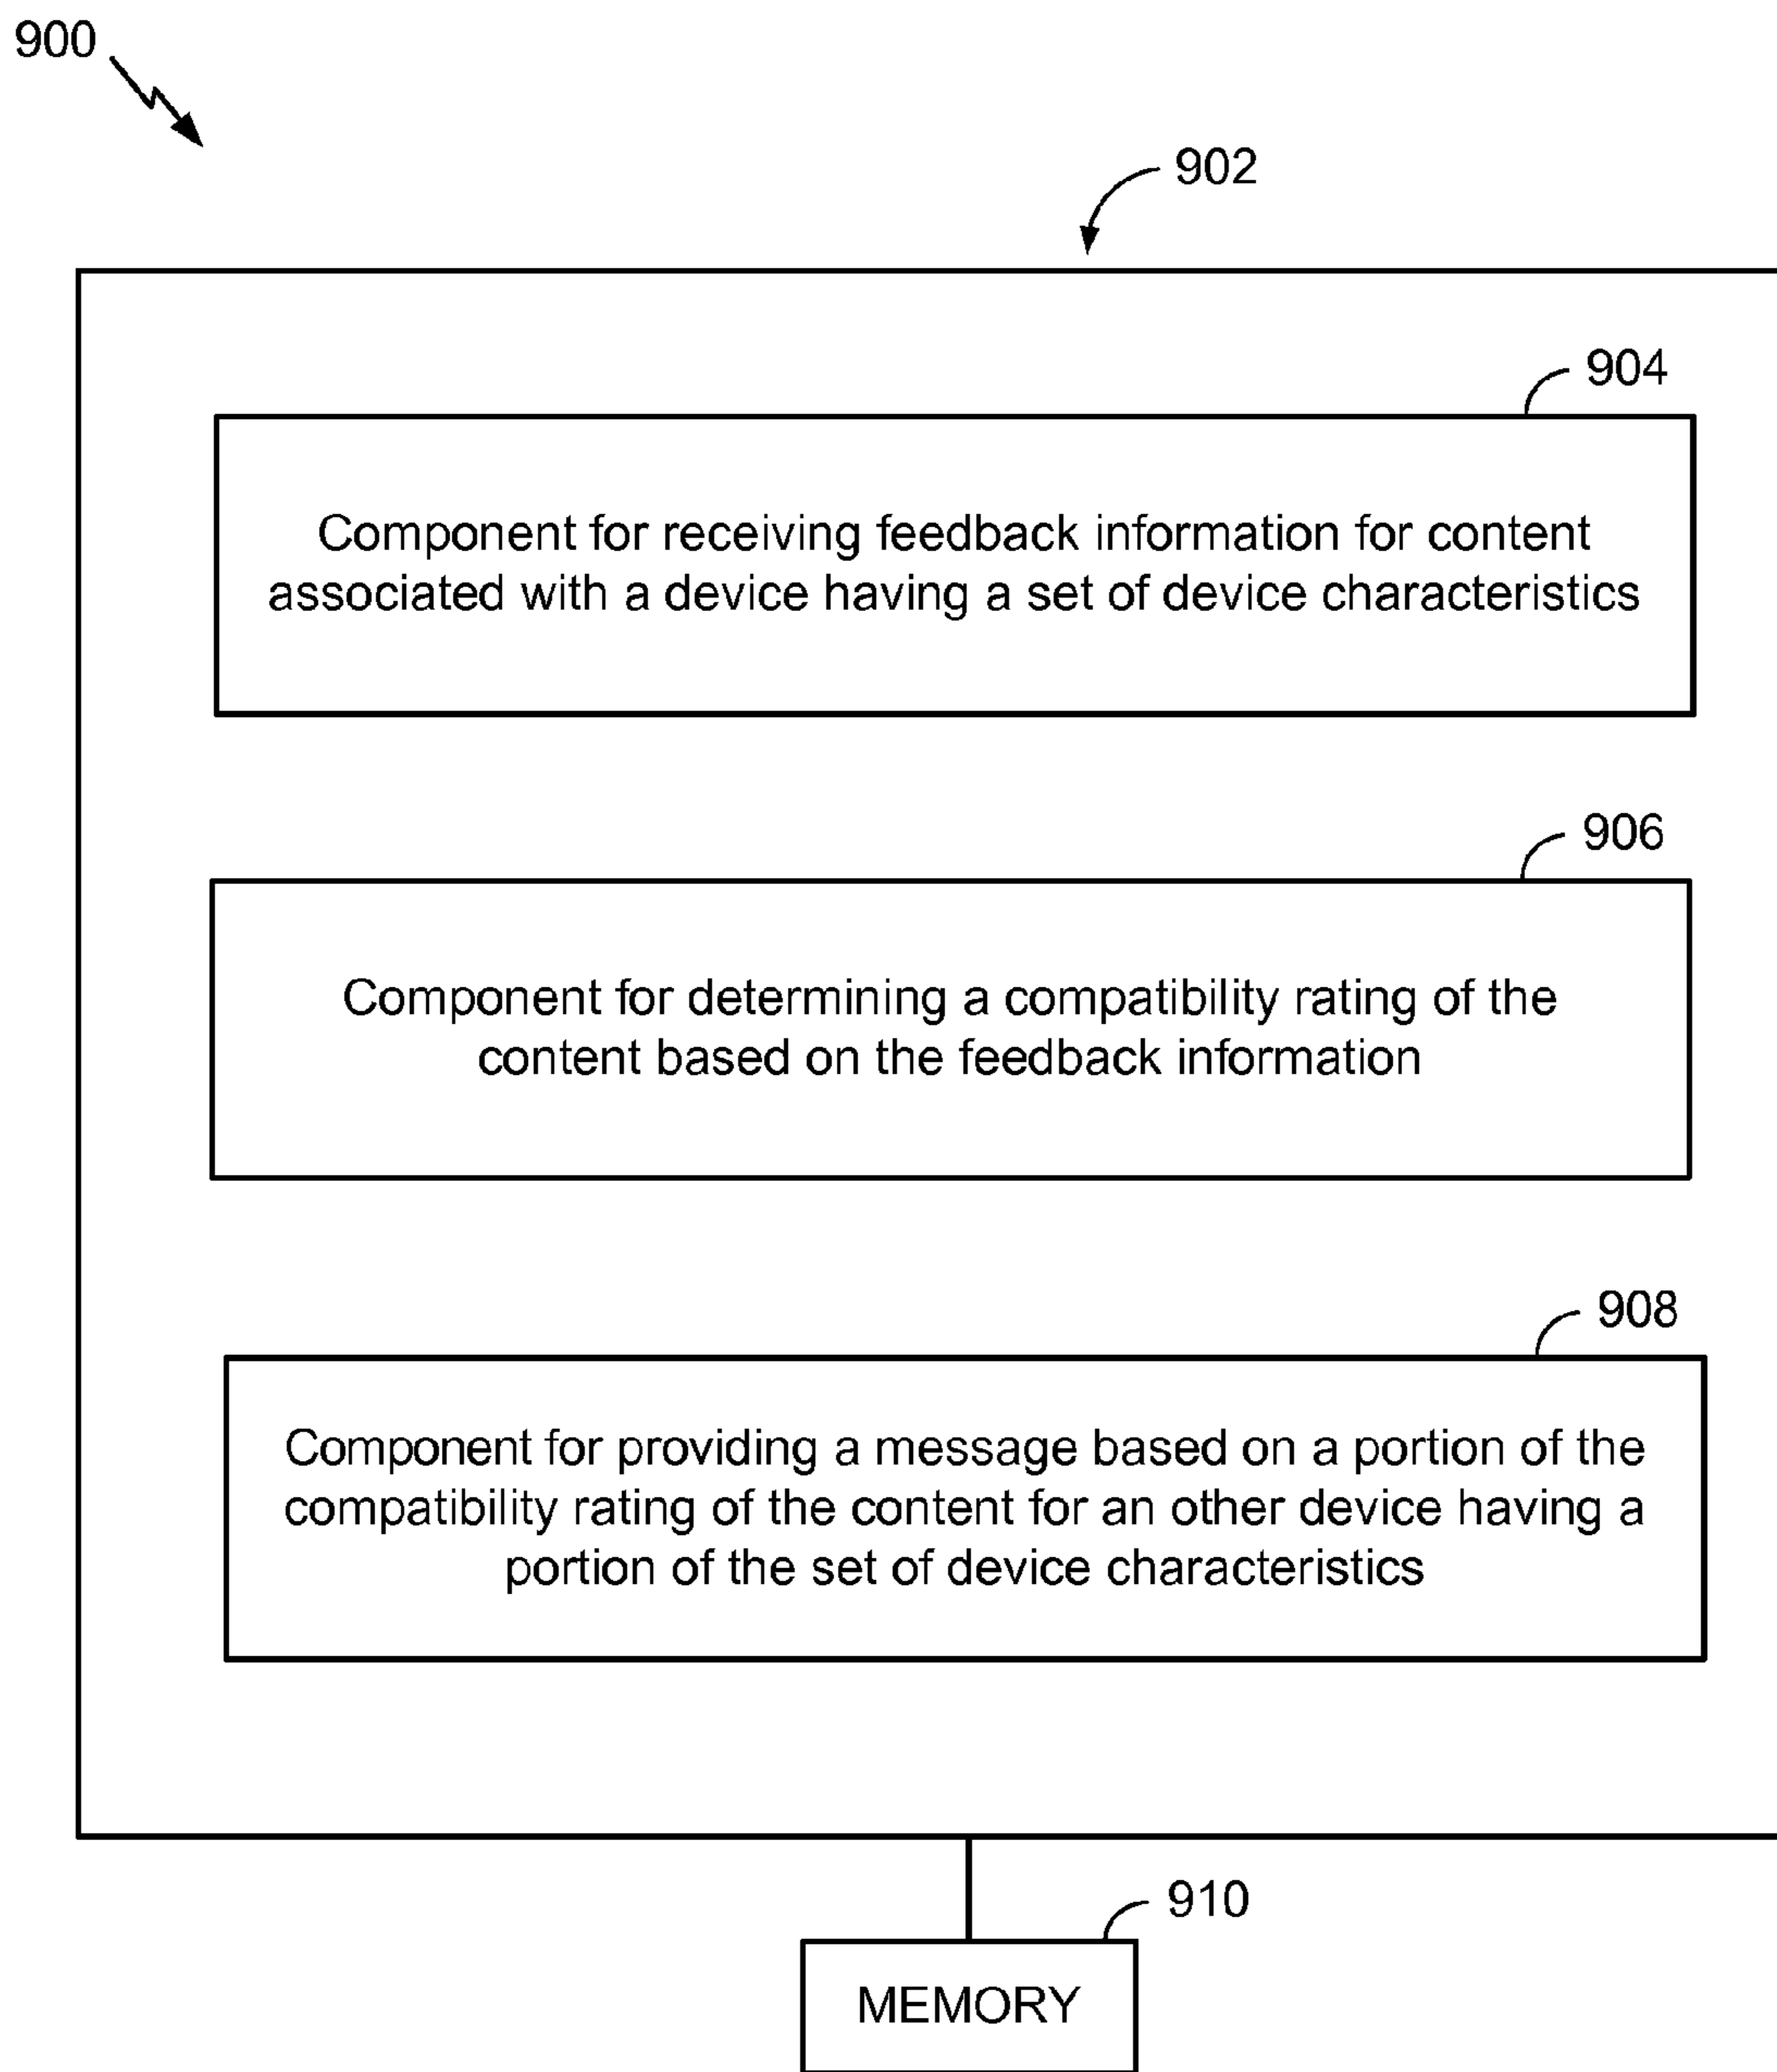 900
902
904
Component for receiving feedback information for content
associated with a device having a set of device characteristics
906
Component for determining a compatibility rating of the
content based on the feedback information
908
Component for providing a message based on a portion of the
compatibility rating of the content for an other device having a
portion of the set of device characteristics
910
MEMORY